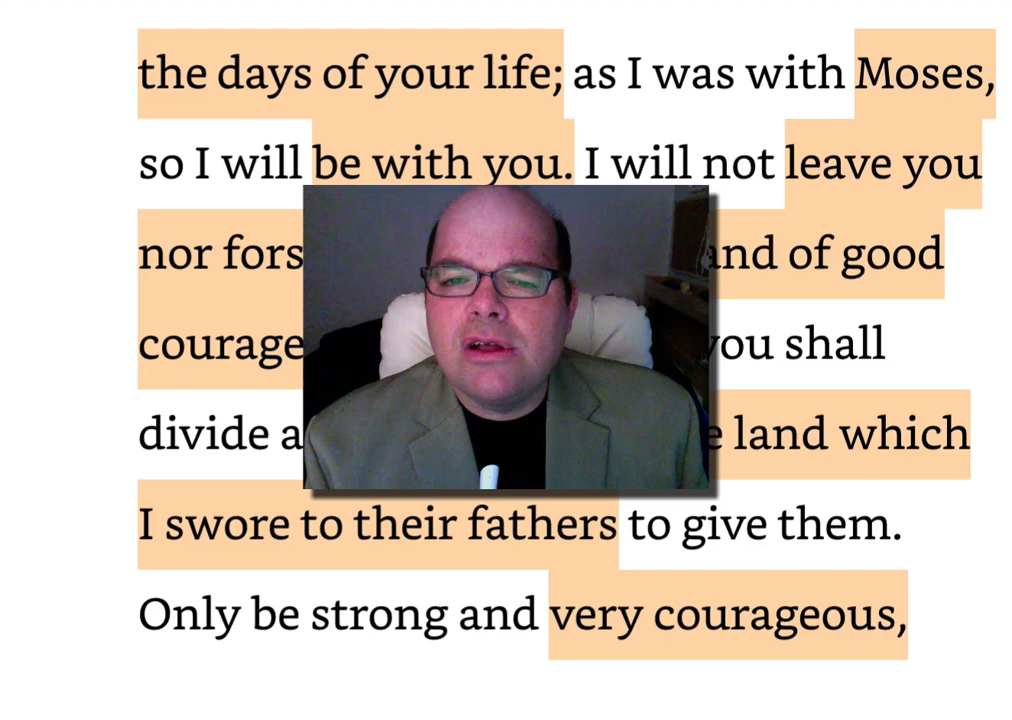 the days of your life; as I was with Moses,
so I will be with you. I will not leave you
nor fors and of good
courage you shall
divide a e land which
I swore to their fathers to give them.
Only be strong and very courageous,